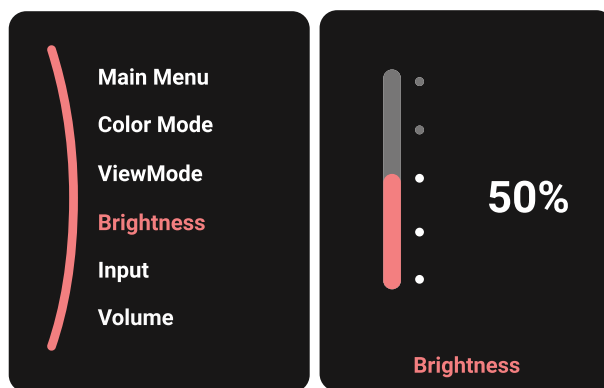 Main Menu
Color Mode
ViewMode
Brightness
Input
Volume
50%
Brightness